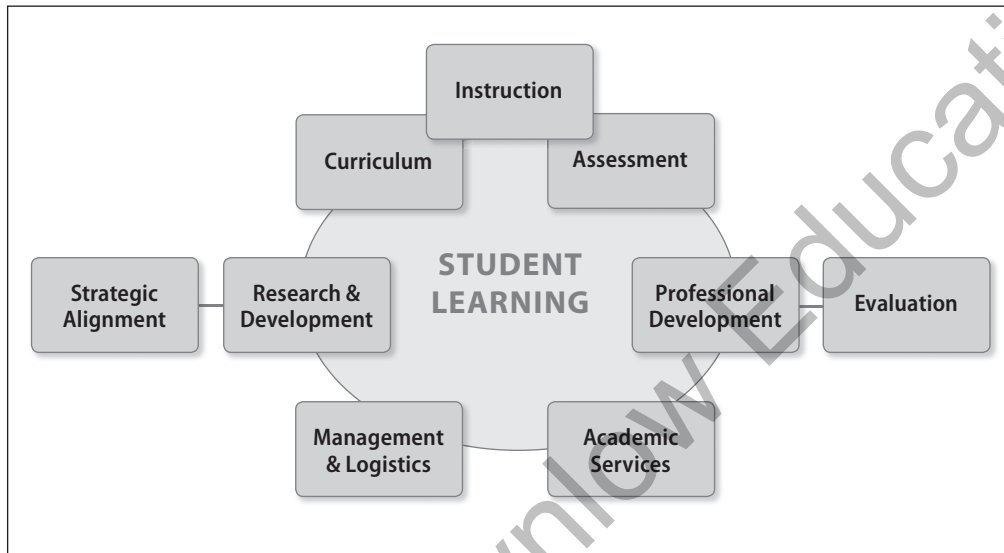 Instruction
Curriculum
Assessment
STUDENT
LEARNING
Strategic
Alignment
Research &
Development
Professional
Development
Evaluation
Management
& Logistics
Academic
Services